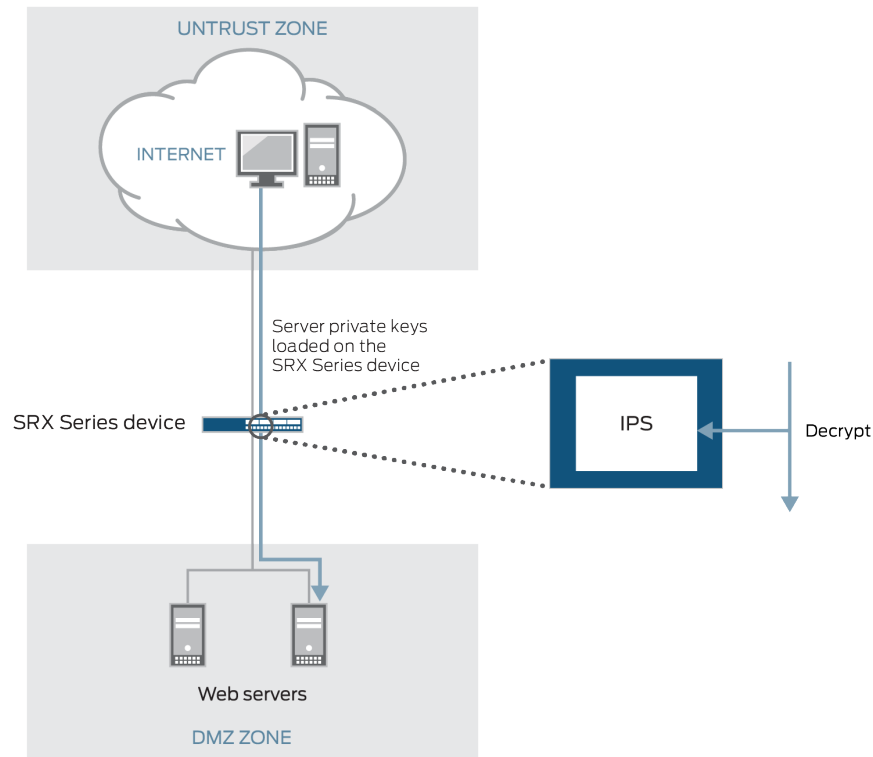 UNTRUST ZONE
INTERNET
Server private keys
loaded on the
SRX Series device
SRX Series device
IPS
Decrypt
Web servers
DMZ ZONE